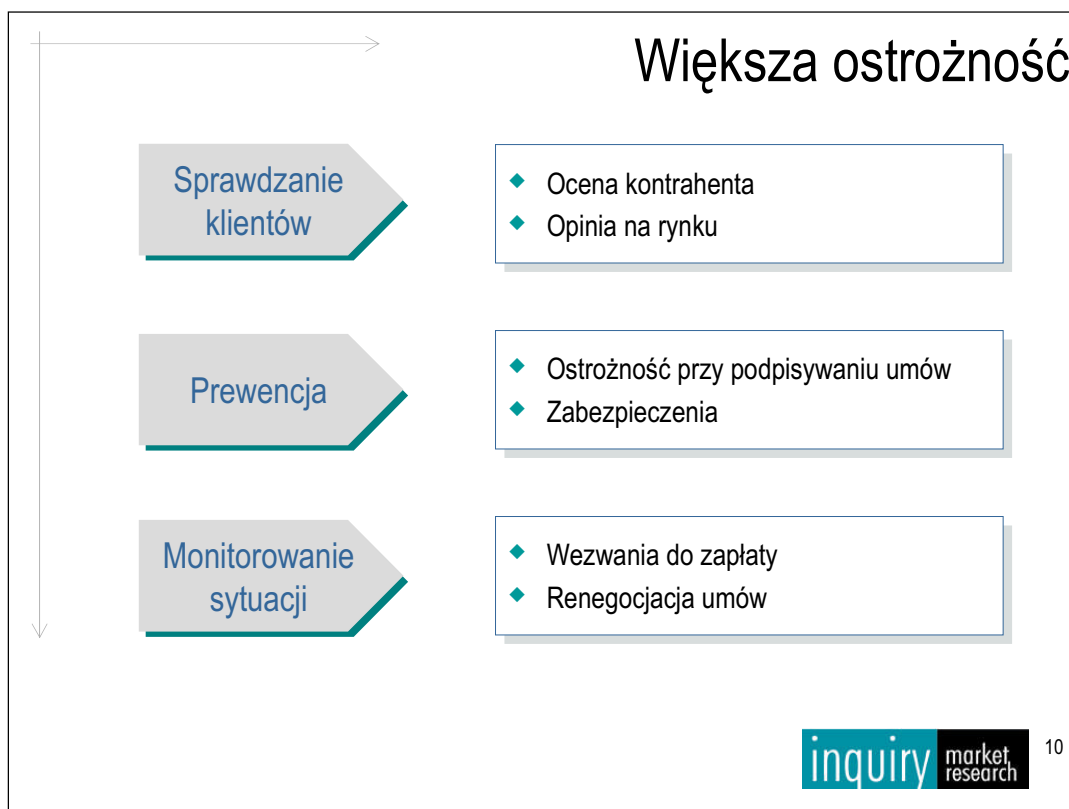 Większa ostrożność
Sprawdzanie
klientów
Ocena kontrahenta
Opinia na rynku
Prewencja
Ostrożność przy podpisywaniu umów
Zabezpieczenia
Monitorowanie
sytuacji
Wezwania do zapłaty
Renegocjacja umów
inquiry market research
10